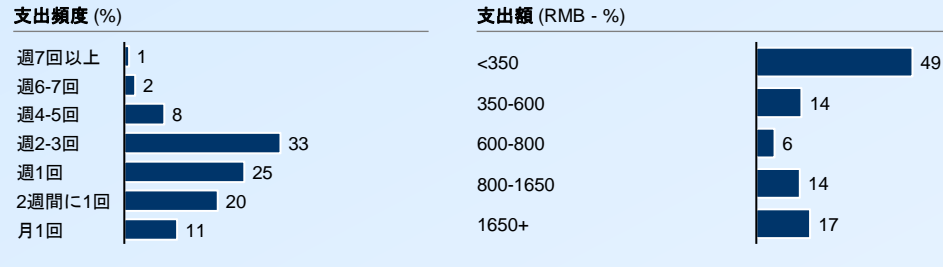 支出頻度 (%)
週7回以上 1
週6-7回 2
週4-5回 8
週2-3回 33
週1回 25
2週間に1回 20
月1回 11
支出額 (RMB - %)
<350 49
350-600 14
600-800 6
800-1650 14
1650+ 17